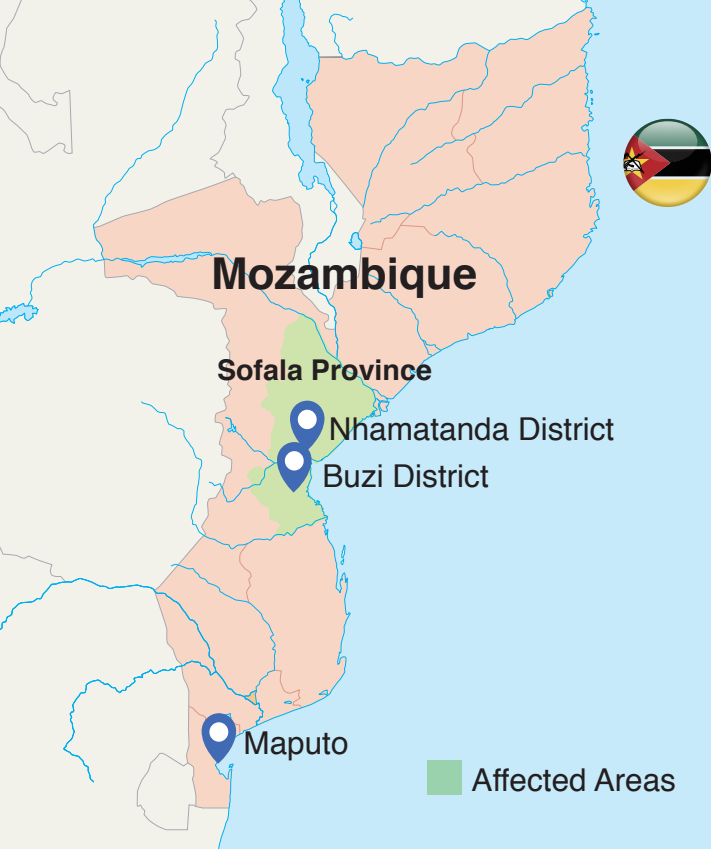 Mozambique
Sofala Province
Nhamatanda District
Buzi District
Maputo
Affected Areas